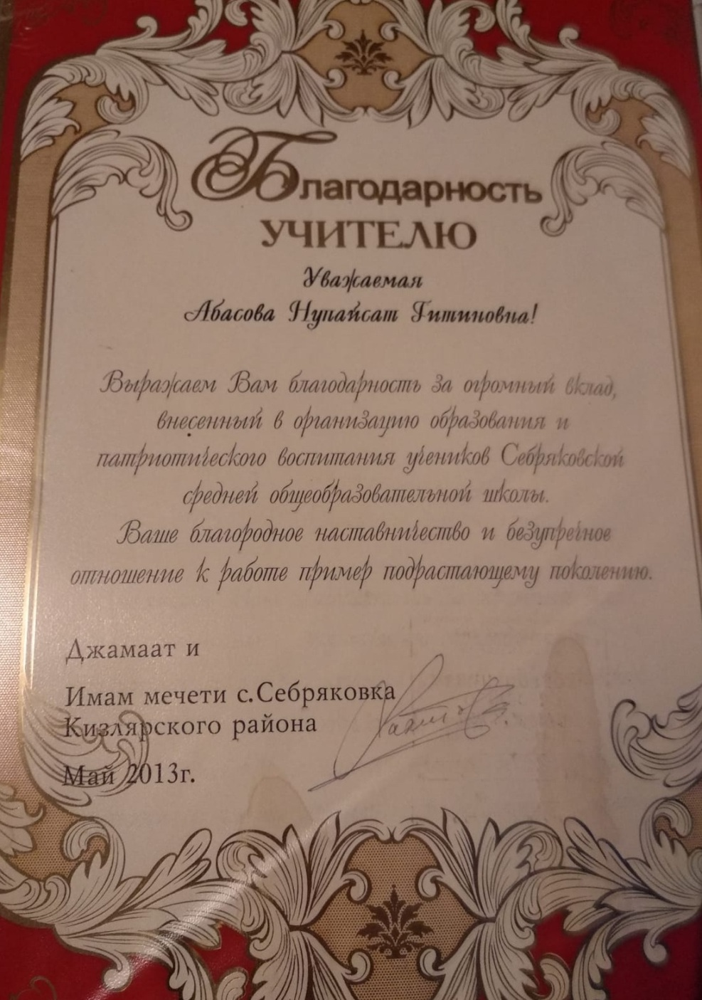 Благодарность
УЧИТЕЛЮ
Уважаемая
Абасова Нупайсат Гитиновна!
Выражаем Вам благодарность за огромный вклад,
внесенный в организацию образования и
патриотического воспитания учеников Себряковской
средней общеобразовательной школы.
Ваше благородное наставничество и безупречное
отношение к работе пример подрастающему поколению.
Джамаат и
Имам мечети с.Себряковка
Кизлярского района
Май 2013г.